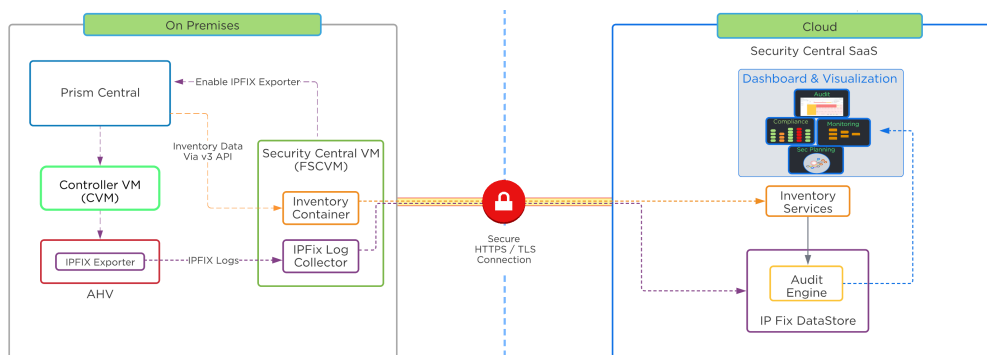 On Premises
Cloud
Security Central SaaS
Dashboard & Visualization
Audit
Compliance
Monitoring
Sec Planning
Enable IPFIX Exporter
Prism Central
Inventory Data
Via v3 API
Security Central VM
(FSCVM)
Controller VM
(CVM)
Inventory
Container
IPFix Log
Collector
IPFIX Exporter
IPFIX Logs
AHV
Secure
HTTPS / TLS
Connection
Inventory
Services
Audit
Engine
IP Fix DataStore